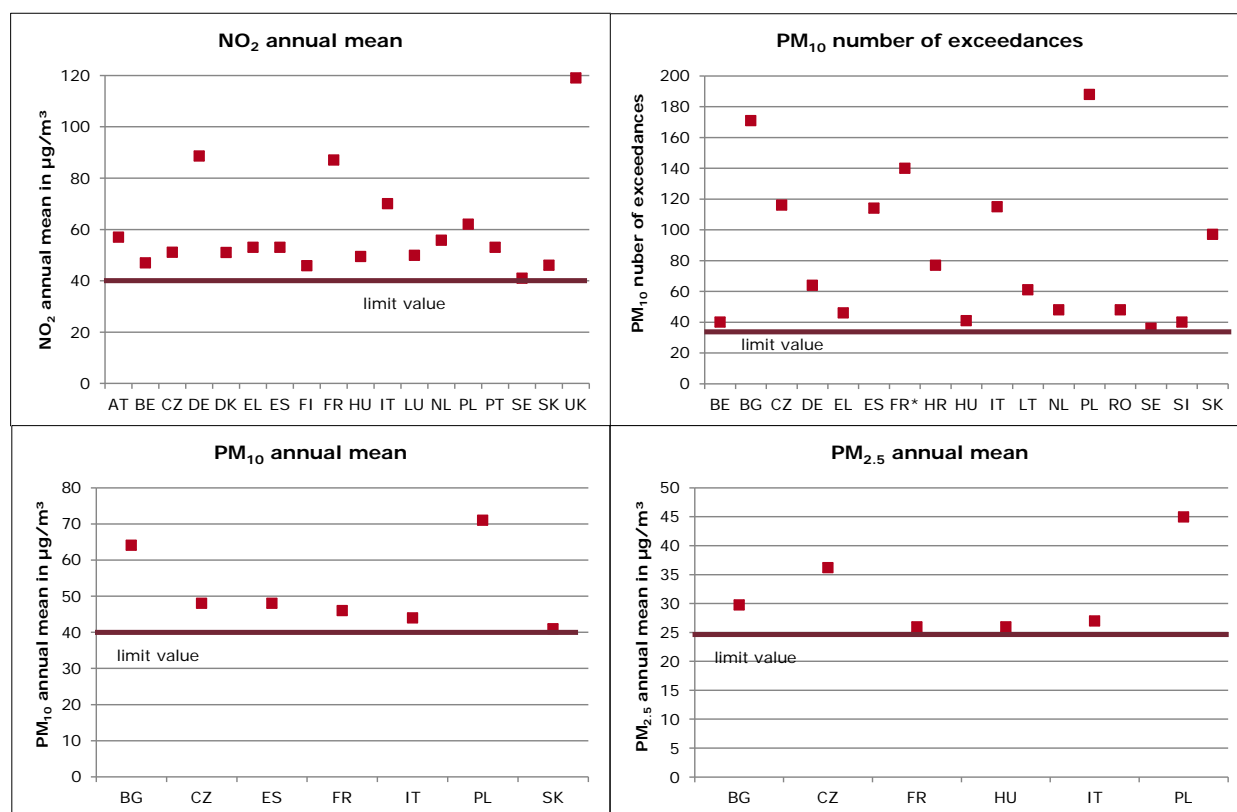 NO₂ annual mean
NO₂ annual mean in µg/m³
120
100
80
60
40
20
0
limit value
AT BE CZ DE DK EL ES FI FR HU IT LU NL PL PT SE SK UK
PM₁₀ number of exceedances
PM₁₀ nuber of exceedances
200
180
160
140
120
100
80
60
40
20
0
limit value
BE BG CZ DE EL ES FR* HR HU IT LT NL PL RO SE SI SK
PM₁₀ annual mean
PM₁₀ annual mean in µg/m³
80
70
60
50
40
30
20
10
0
limit value
BG CZ ES FR IT PL SK
PM₂.₅ annual mean
PM₂.₅ annual mean in µg/m³
50
45
40
35
30
25
20
15
10
5
0
limit value
BG CZ FR HU IT PL